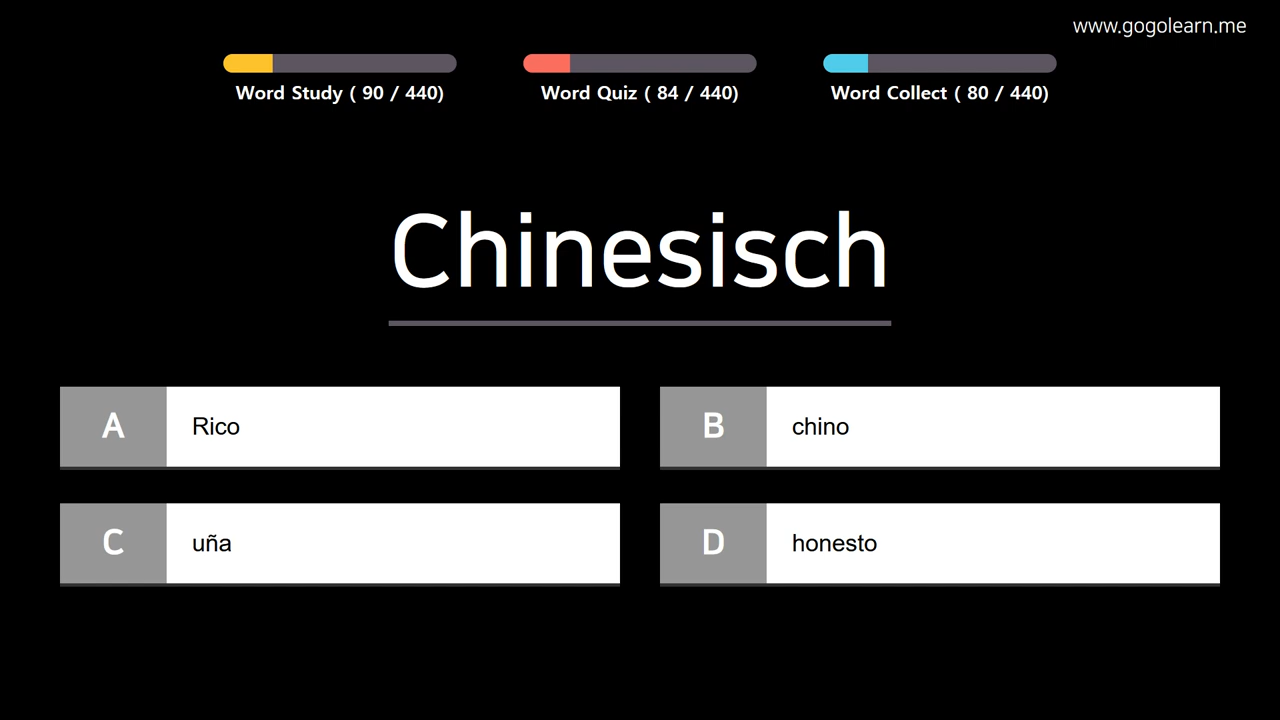 www.gogolearn.me
Word Study ( 90 / 440)
Word Quiz ( 84 / 440)
Word Collect ( 80 / 440)
Chinesisch
A Rico
B chino
C uña
D honesto